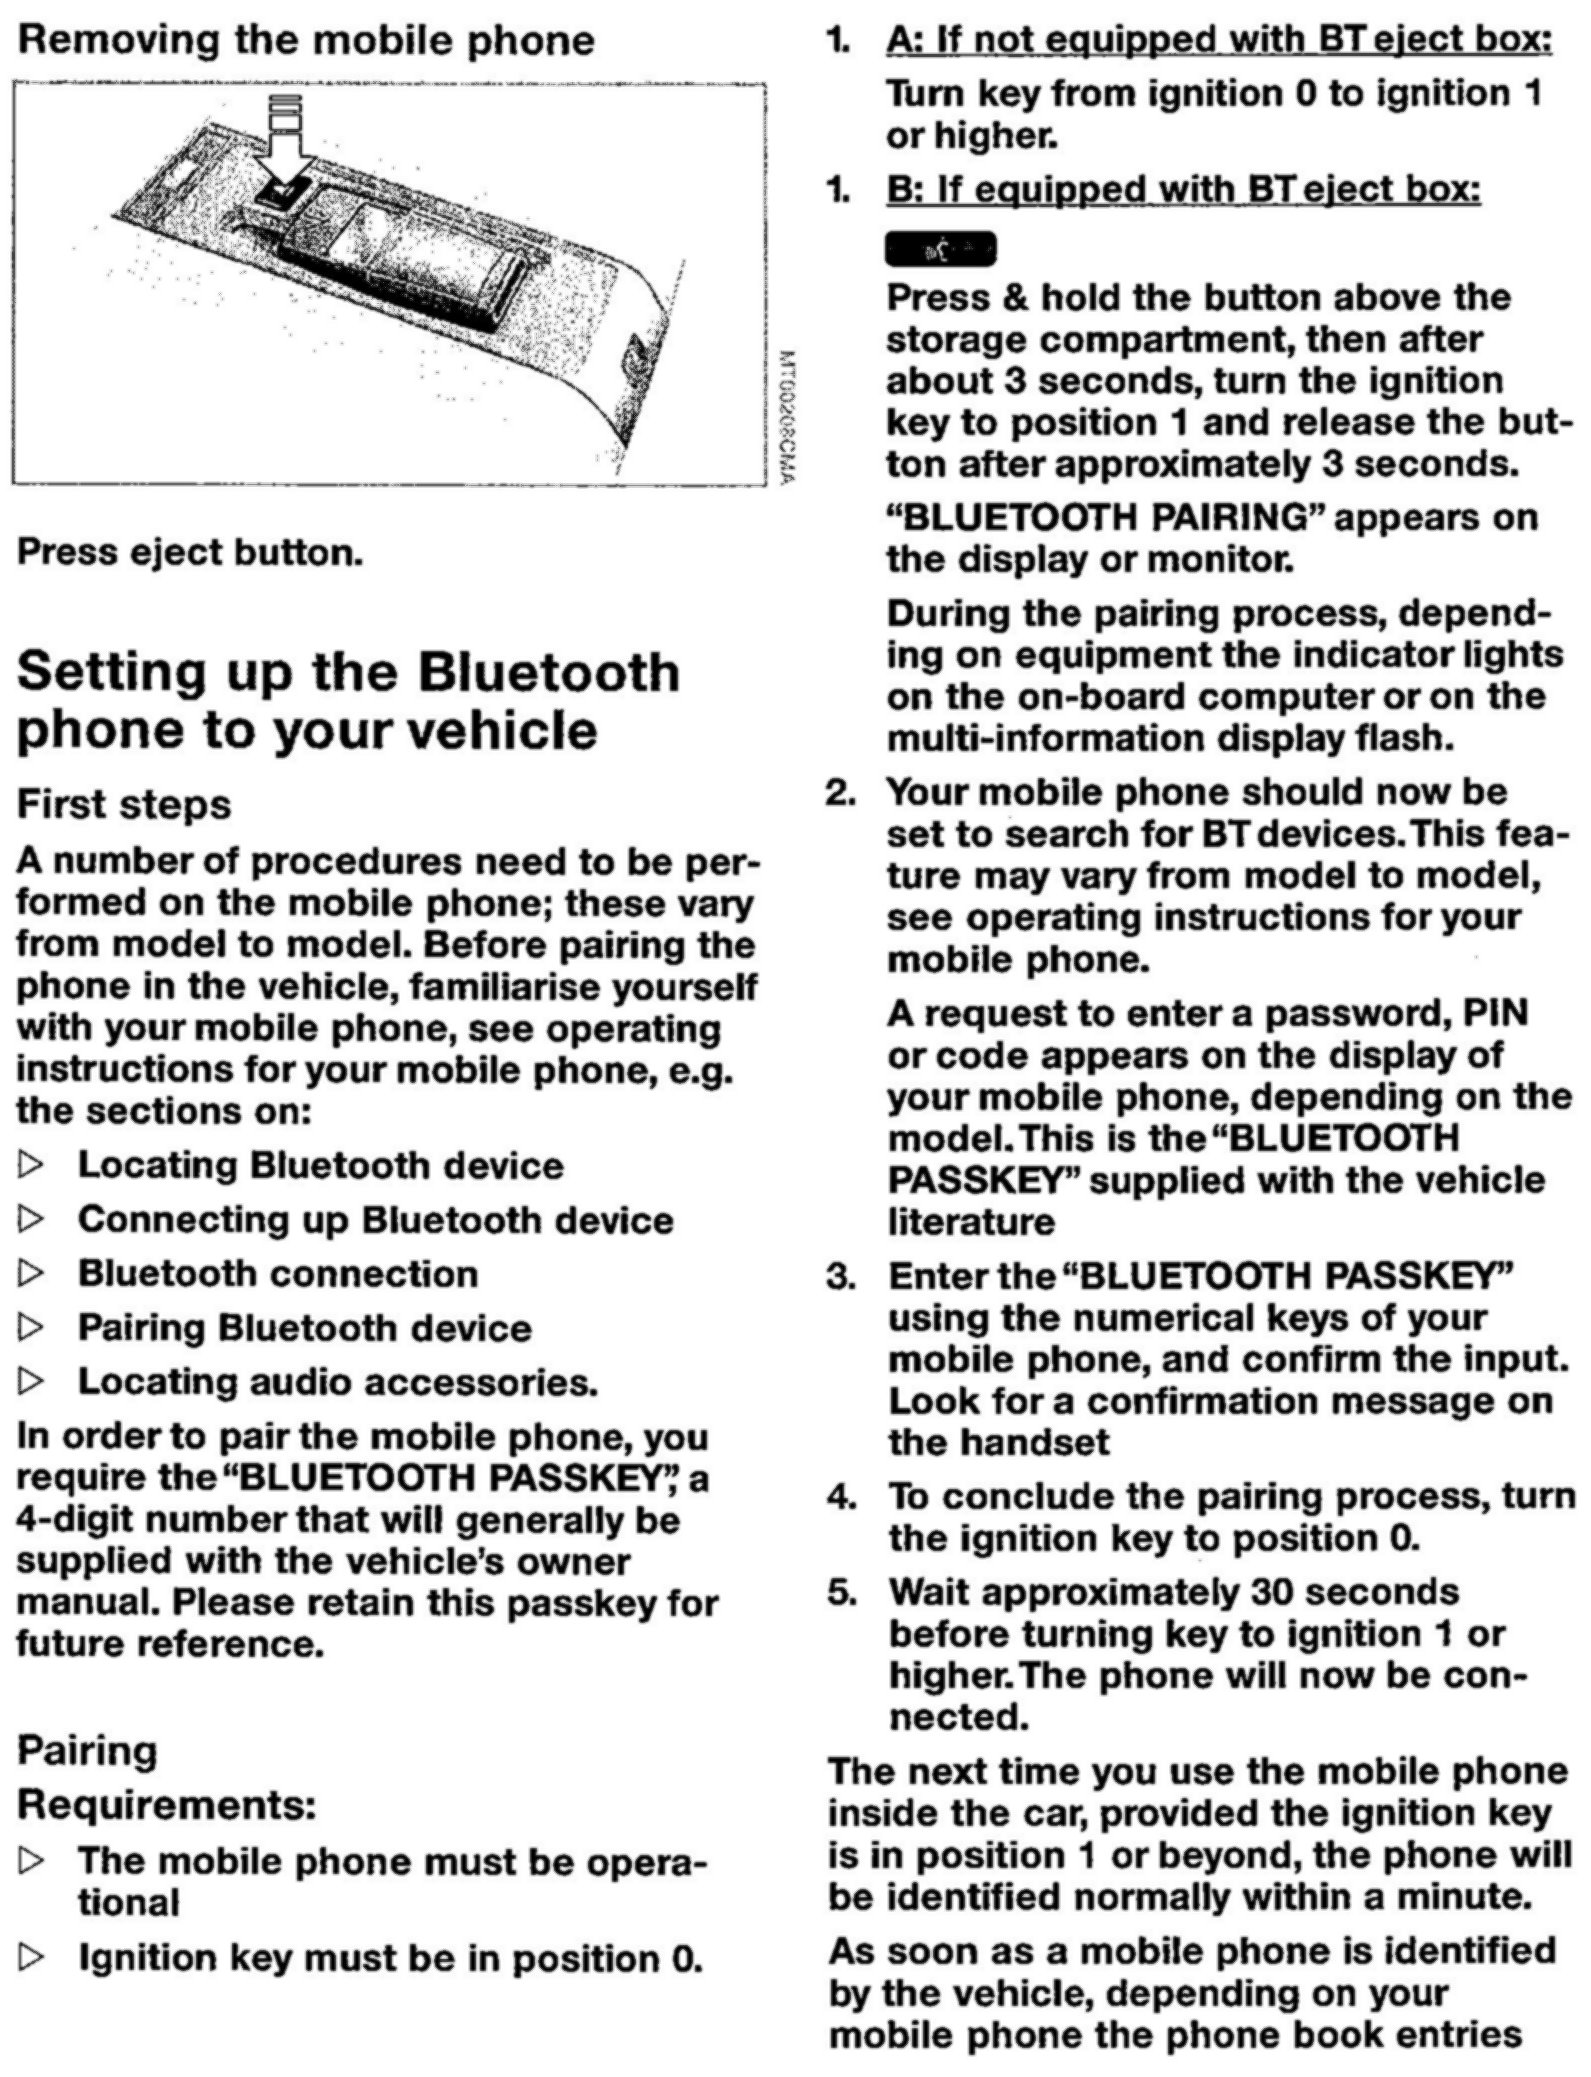 Removing the mobile phone
MT00208CMA
Press eject button.
Setting up the Bluetooth
phone to your vehicle
First steps
A number of procedures need to be per-
formed on the mobile phone; these vary
from model to model. Before pairing the
phone in the vehicle, familiarise yourself
with your mobile phone, see operating
instructions for your mobile phone, e.g.
the sections on:
▷ Locating Bluetooth device
▷ Connecting up Bluetooth device
▷ Bluetooth connection
▷ Pairing Bluetooth device
▷ Locating audio accessories.
In order to pair the mobile phone, you
require the “BLUETOOTH PASSKEY”, a
4-digit number that will generally be
supplied with the vehicle’s owner
manual. Please retain this passkey for
future reference.
Pairing
Requirements:
▷ The mobile phone must be opera-
tional
▷ Ignition key must be in position 0.
1. A: If not equipped with BT eject box:
Turn key from ignition 0 to ignition 1
or higher.
1. B: If equipped with BT eject box:
Press & hold the button above the
storage compartment, then after
about 3 seconds, turn the ignition
key to position 1 and release the but-
ton after approximately 3 seconds.
“BLUETOOTH PAIRING” appears on
the display or monitor.
During the pairing process, depend-
ing on equipment the indicator lights
on the on-board computer or on the
multi-information display flash.
2. Your mobile phone should now be
set to search for BT devices. This fea-
ture may vary from model to model,
see operating instructions for your
mobile phone.
A request to enter a password, PIN
or code appears on the display of
your mobile phone, depending on the
model. This is the “BLUETOOTH
PASSKEY” supplied with the vehicle
literature
3. Enter the “BLUETOOTH PASSKEY”
using the numerical keys of your
mobile phone, and confirm the input.
Look for a confirmation message on
the handset
4. To conclude the pairing process, turn
the ignition key to position 0.
5. Wait approximately 30 seconds
before turning key to ignition 1 or
higher. The phone will now be con-
nected.
The next time you use the mobile phone
inside the car, provided the ignition key
is in position 1 or beyond, the phone will
be identified normally within a minute.
As soon as a mobile phone is identified
by the vehicle, depending on your
mobile phone the phone book entries